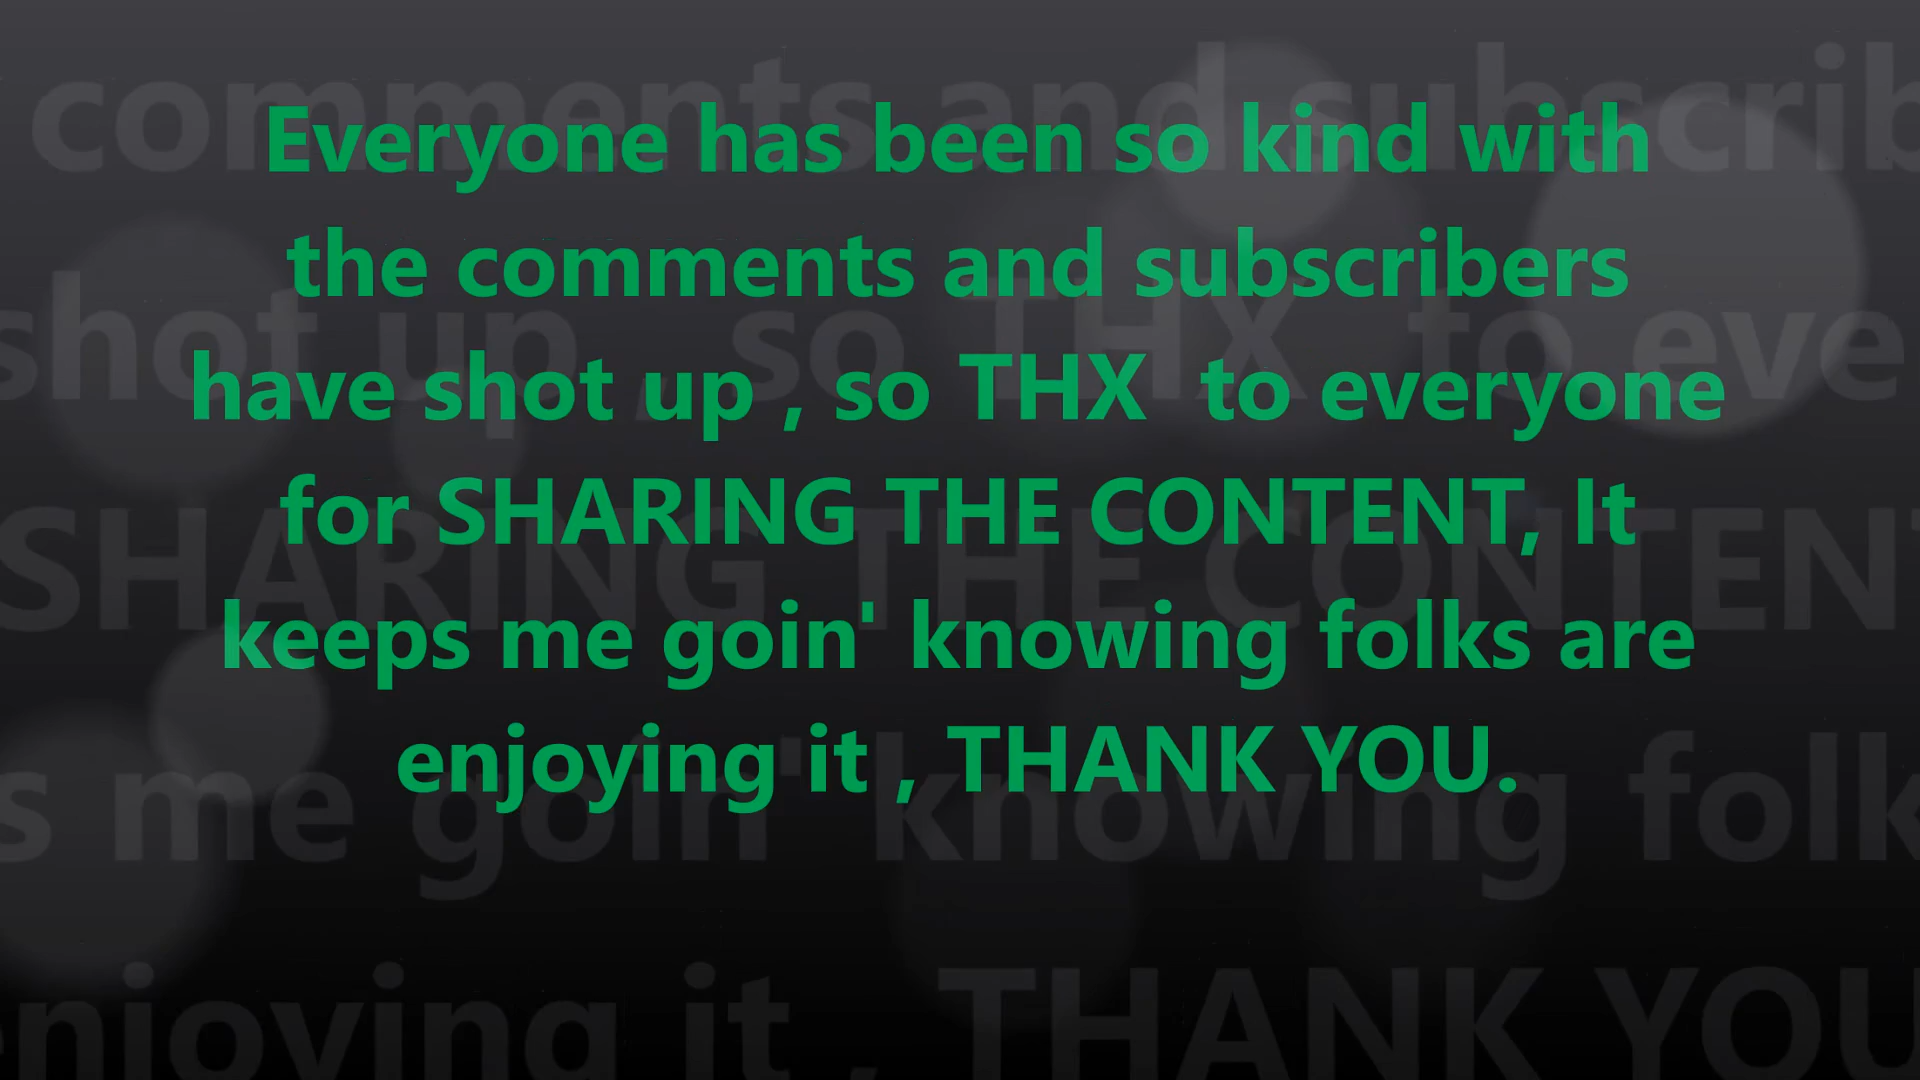 Everyone has been so kind with
the comments and subscribers
have shot up , so THX  to everyone
for SHARING THE CONTENT, It
keeps me goin' knowing folks are
enjoying it , THANK YOU.